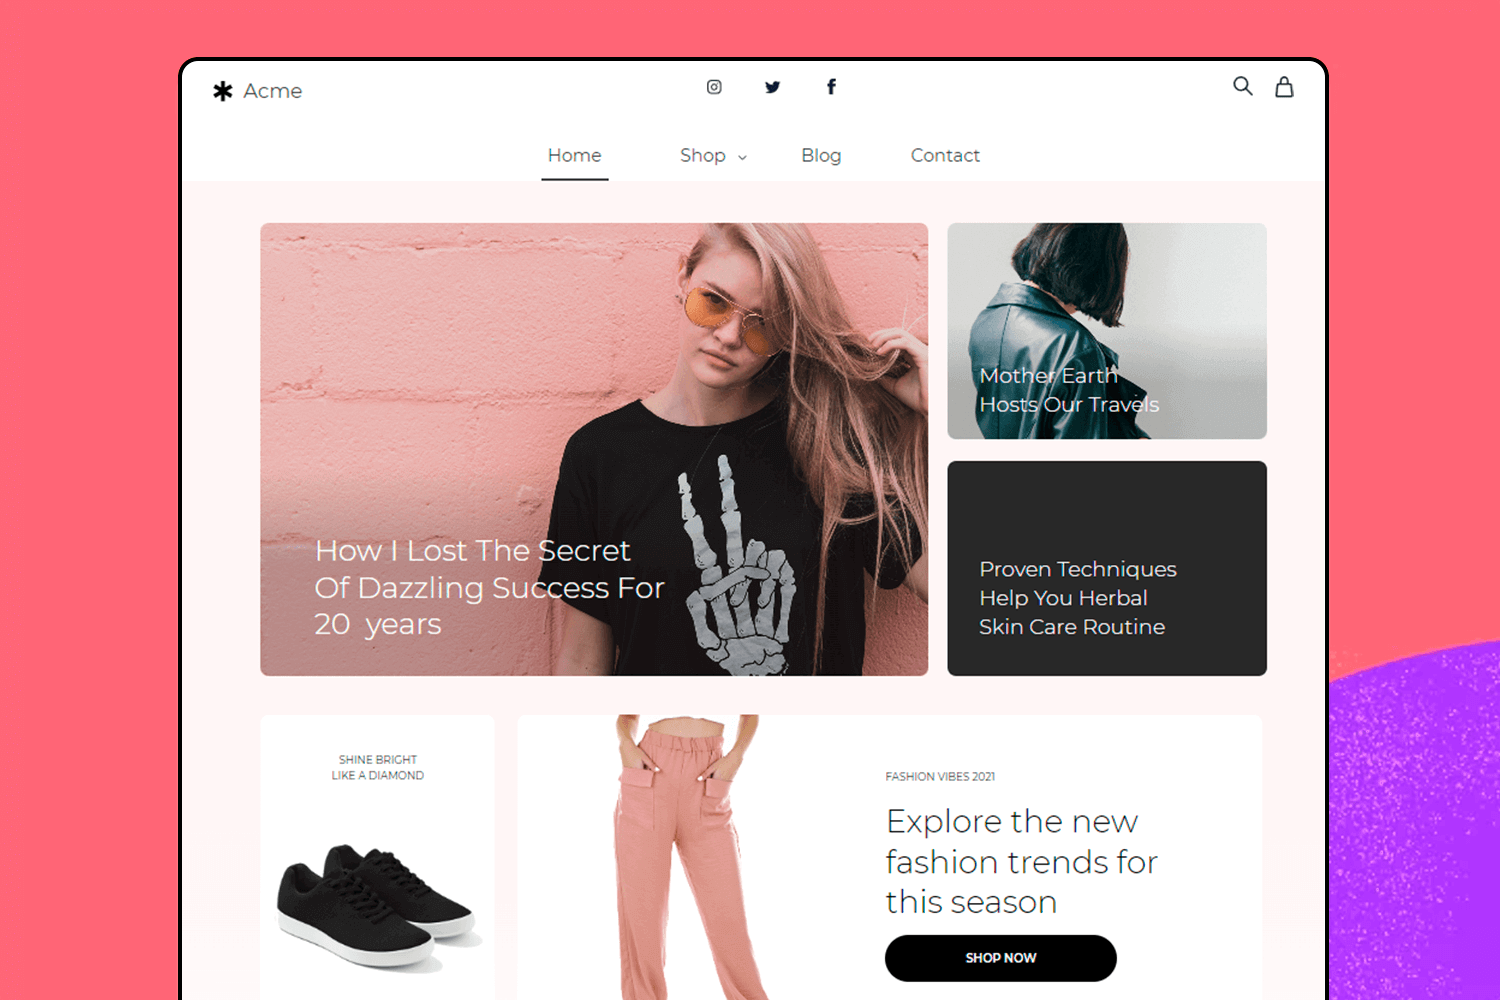 Acme
Home
Shop
Blog
Contact
How I Lost The Secret
Of Dazzling Success For
20 years
Mother Earth
Hosts Our Travels
Proven Techniques
Help You Herbal
Skin Care Routine
SHINE BRIGHT
LIKE A DIAMOND
FASHION VIBES 2021
Explore the new
fashion trends for
this season
SHOP NOW